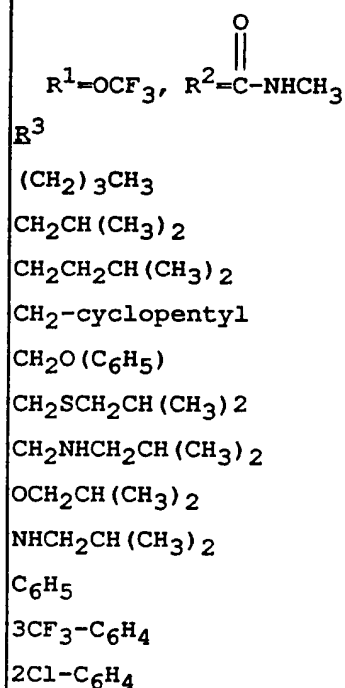 O
R1=OCF3, R2=C-NHCH3
R3
(CH2)3CH3
CH2CH(CH3)2
CH2CH2CH(CH3)2
CH2-cyclopentyl
CH2O(C6H5)
CH2SCH2CH(CH3)2
CH2NHCH2CH(CH3)2
OCH2CH(CH3)2
NHCH2CH(CH3)2
C6H5
3CF3-C6H4
2Cl-C6H4